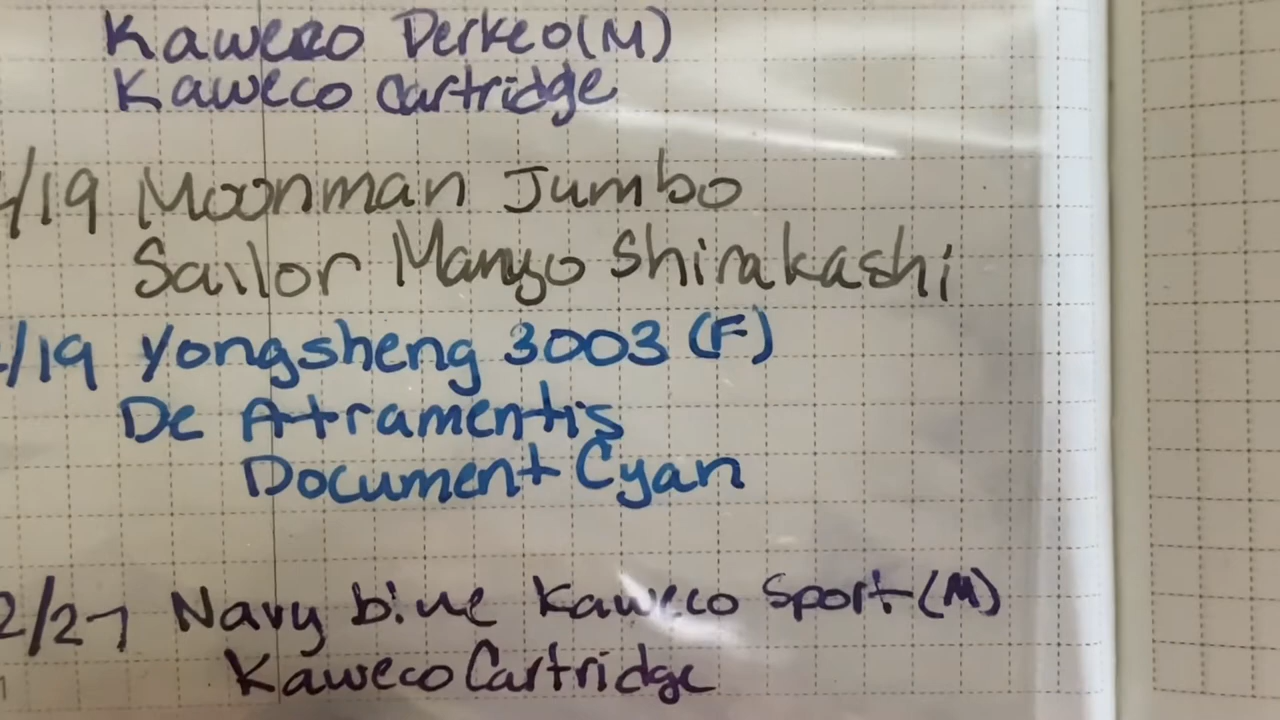 Kaweco Perkeo (M)
Kaweco Cartridge
/19 Moonman Jumbo
Sailor Manyo Shirakashi
/19 Yongsheng 3003 (F)
De Atramentis
Document Cyan
2/27 Navy blue Kaweco Sport (M)
Kaweco Cartridge